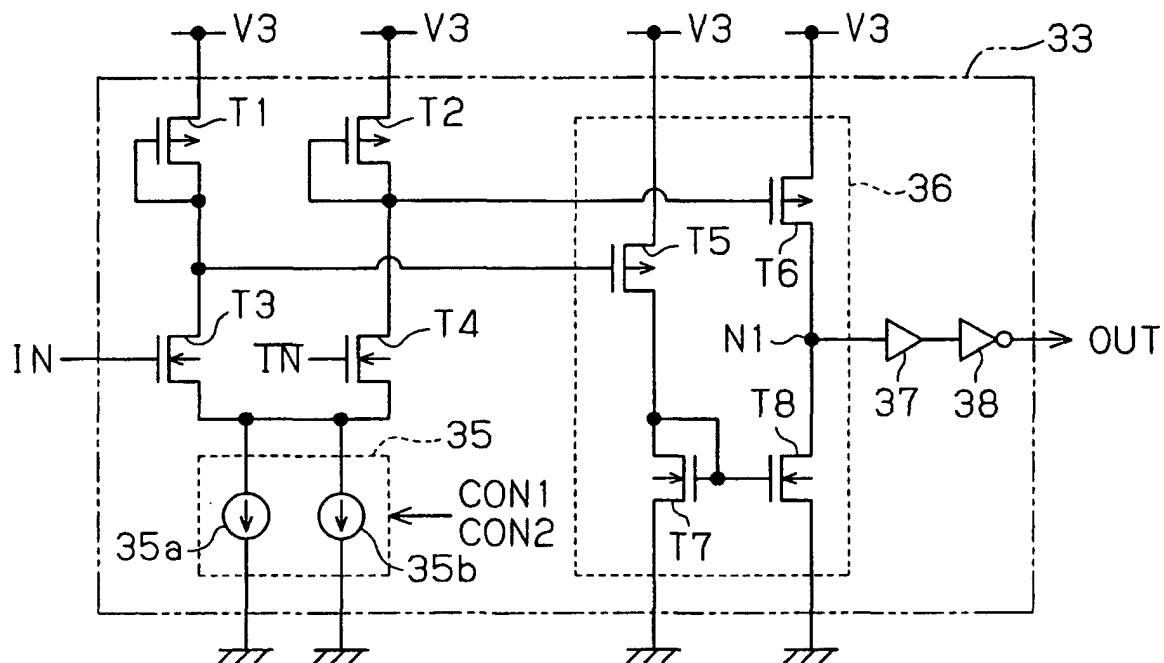 V3 V3 V3 V3
33
T1 T2
36
T5
T6
T3 T4
IN
I̅N̅
N1
OUT
37 38
T8
35
CON1
CON2
35a
35b
T7